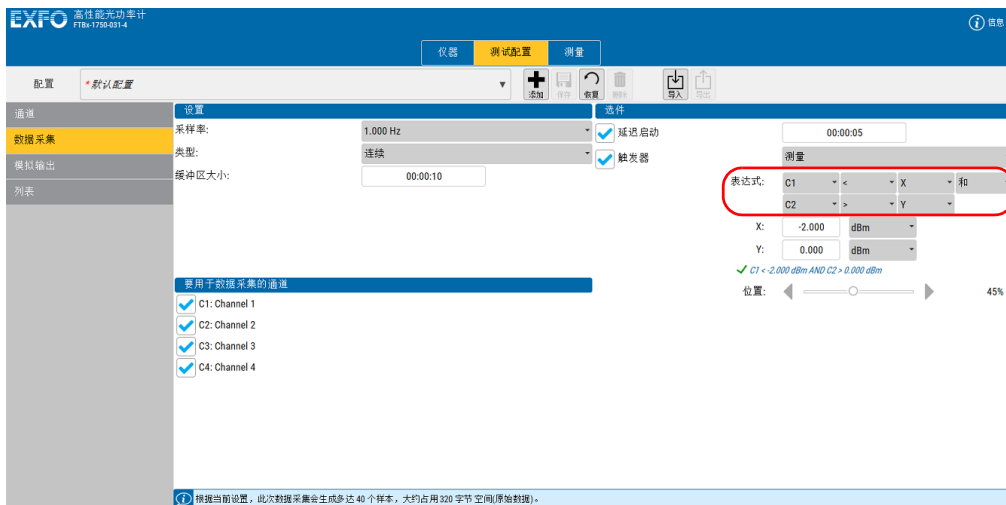 EXFO 高性能光功率计
FTBx-1750-031-4
信息
仪器 测试配置 测量
配置 *默认配置 添加 保存 恢复 删除 导入 导出
通道
数据采集
模拟输出
列表
设置
采样率: 1.000 Hz
类型: 连续
缓冲区大小: 00:00:10
要用于数据采集的通道
C1: Channel 1
C2: Channel 2
C3: Channel 3
C4: Channel 4
选件
延迟启动 00:00:05
触发器 测量
表达式: C1 < X 和
C2 > Y
X: -2.000 dBm
Y: 0.000 dBm
C1 < -2.000 dBm AND C2 > 0.000 dBm
位置: 45%
根据当前设置，此次数据采集会生成多达 40 个样本，大约占用 320 字节空间(原始数据)。